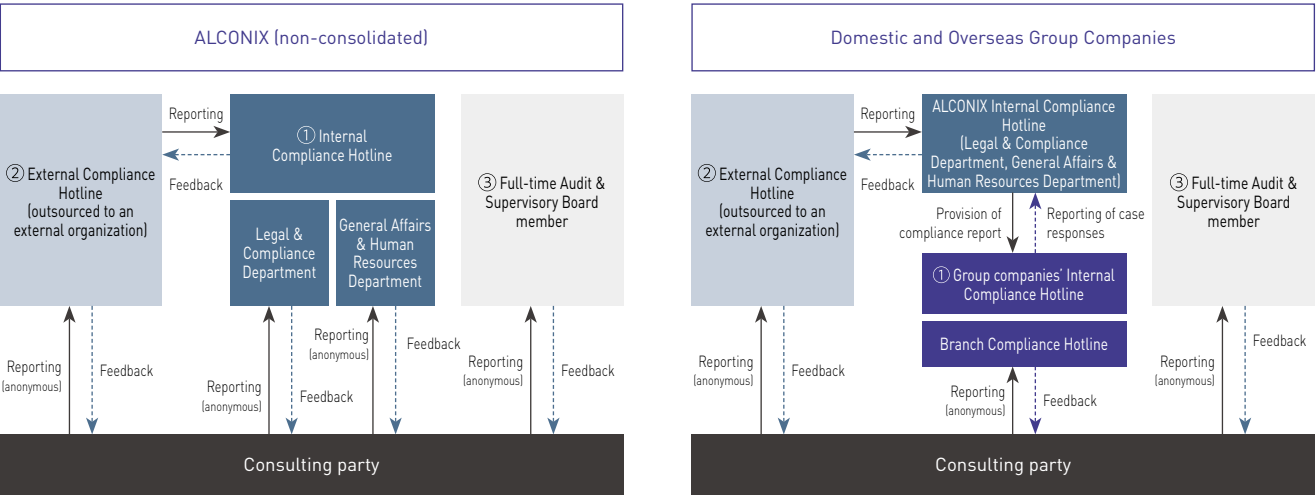 ALCONIX (non-consolidated)
② External Compliance
Hotline
(outsourced to an
external organization)
Reporting
Feedback
① Internal
Compliance Hotline
Legal &
Compliance
Department
General Affairs
& Human
Resources
Department
③ Full-time Audit &
Supervisory Board
member
Reporting
(anonymous)
Feedback
Reporting
(anonymous)
Feedback
Reporting
(anonymous)
Feedback
Reporting
(anonymous)
Feedback
Consulting party
Domestic and Overseas Group Companies
② External Compliance
Hotline
(outsourced to an
external organization)
Reporting
Feedback
ALCONIX Internal Compliance
Hotline
(Legal & Compliance
Department, General Affairs &
Human Resources Department)
Provision of
compliance report
Reporting of case
responses
① Group companies’ Internal
Compliance Hotline
Branch Compliance Hotline
③ Full-time Audit &
Supervisory Board
member
Reporting
(anonymous)
Feedback
Reporting
(anonymous)
Feedback
Reporting
(anonymous)
Feedback
Consulting party